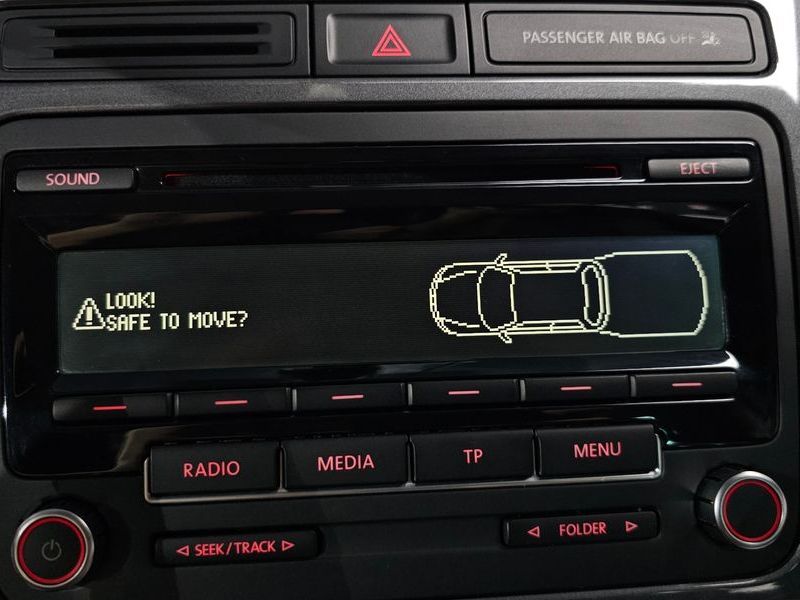 PASSENGER AIR BAG OFF
SOUND
EJECT
LOOK!
SAFE TO MOVE?
RADIO
MEDIA
TP
MENU
SEEK/TRACK
FOLDER